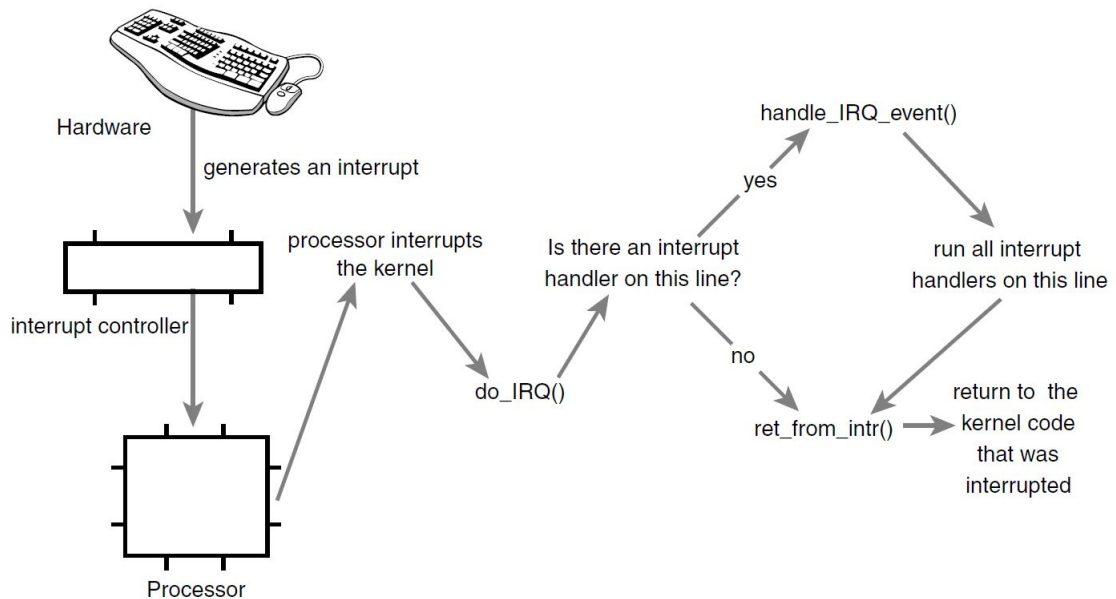 Hardware
generates an interrupt
interrupt controller
Processor
processor interrupts
the kernel
do_IRQ()
Is there an interrupt
handler on this line?
yes
no
handle_IRQ_event()
run all interrupt
handlers on this line
ret_from_intr()
return to the
kernel code
that was
interrupted